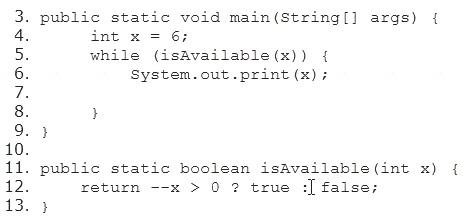 3. public static void main(String[] args) {
4. int x = 6;
5. while (isAvailable(x)) {
6. System.out.print(x);
7.
8. }
9. }
10.
11. public static boolean isAvailable(int x) {
12. return --x > 0 ? true : false;
13. }